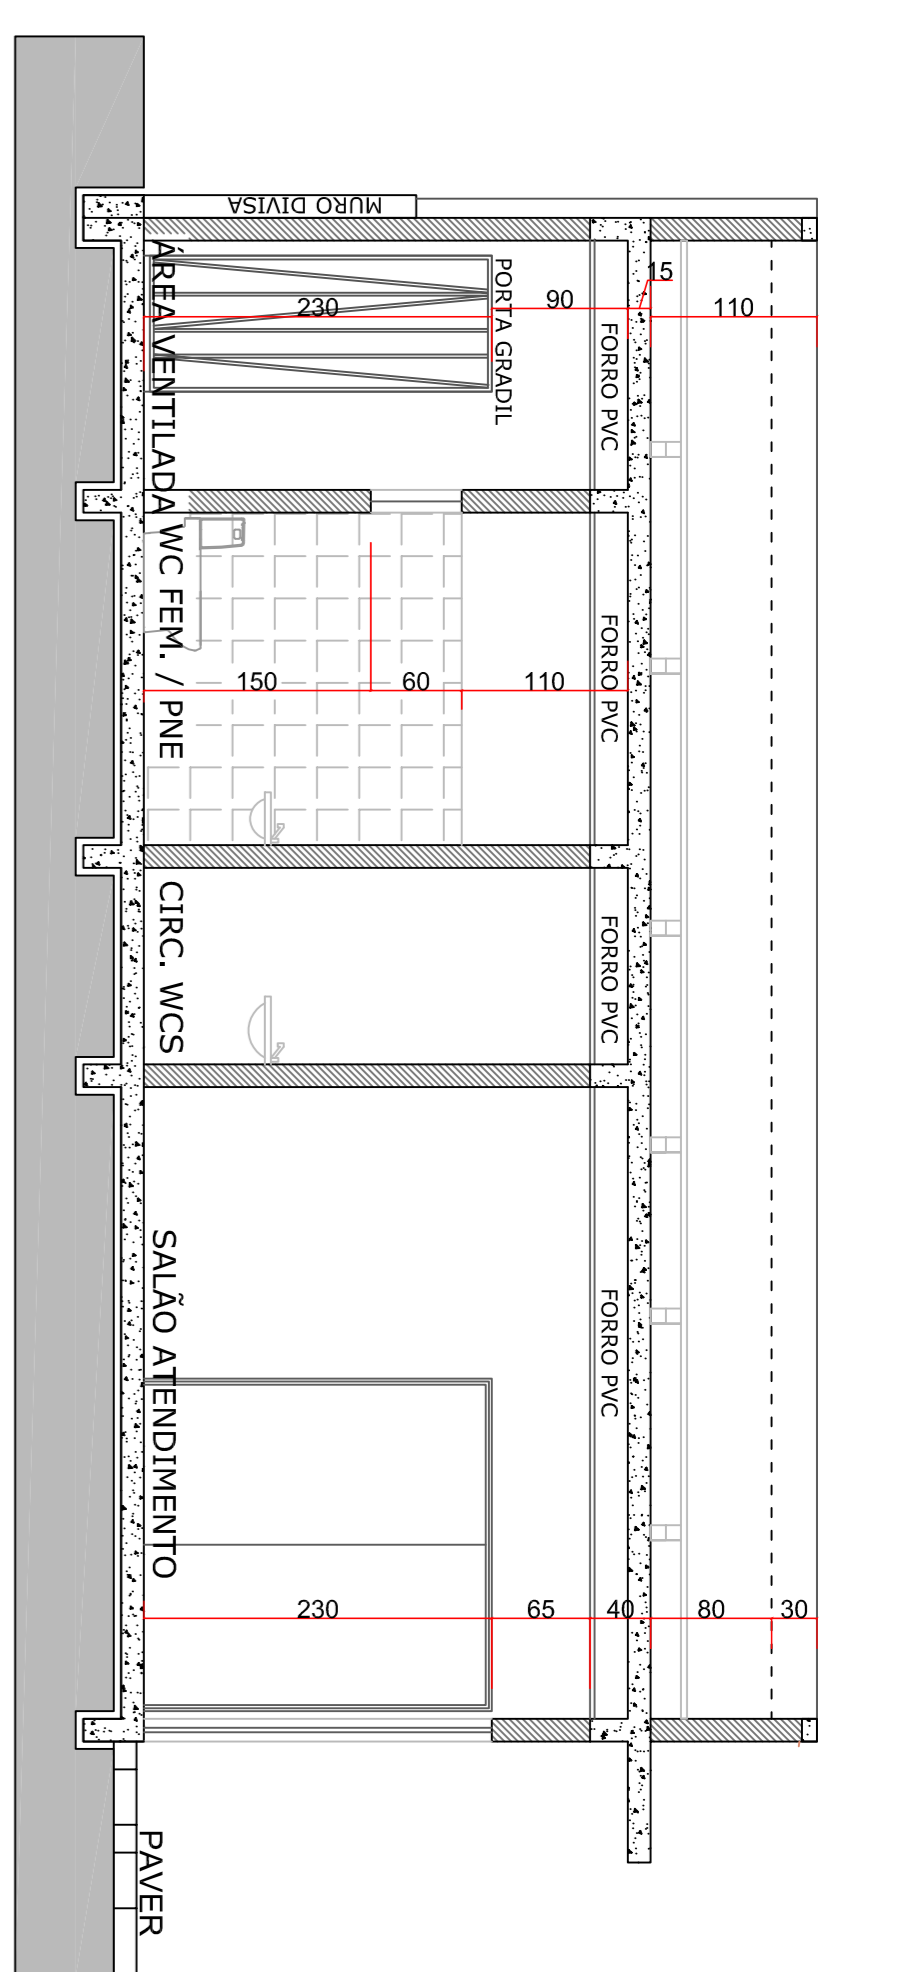 MURO DIVISA
ÁREA VENTILADA
PORTA GRADIL
FORRO PVC
230
90
15
110
WC FEM. / PNE
FORRO PVC
150
60
110
CIRC. WCS
FORRO PVC
SALÃO ATENDIMENTO
FORRO PVC
230
65
40
80
30
PAVER